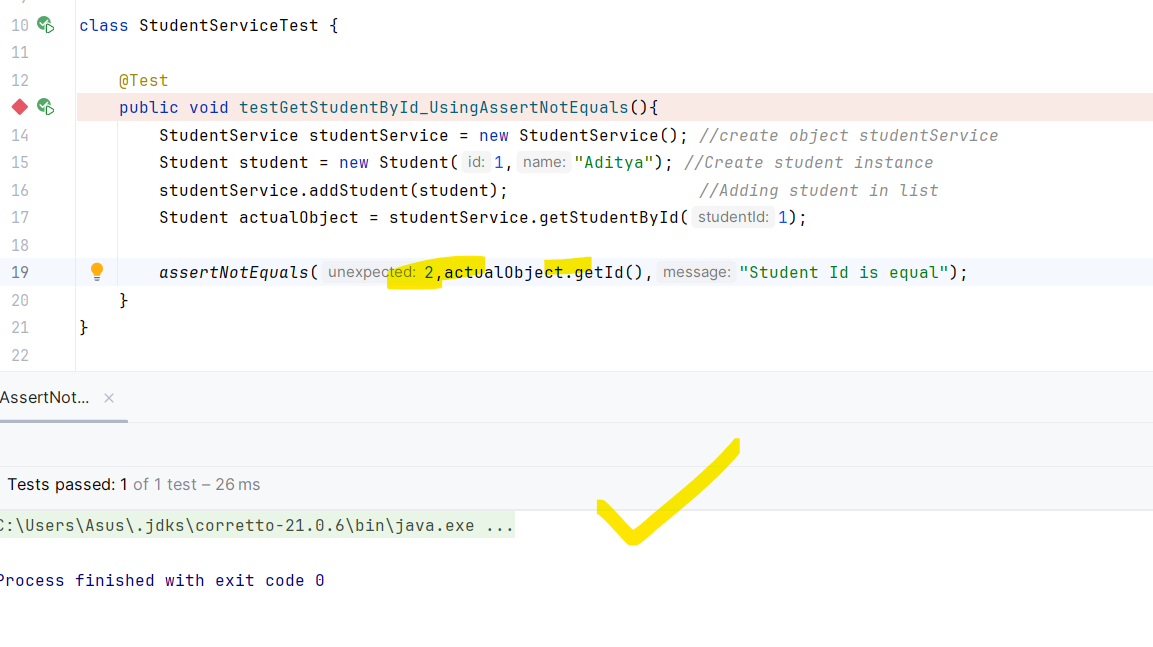 10 class StudentServiceTest {
11
12 @Test
public void testGetStudentById_UsingAssertNotEquals(){
14 StudentService studentService = new StudentService(); //create object studentService
15 Student student = new Student( id: 1, name: "Aditya"); //Create student instance
16 studentService.addStudent(student); //Adding student in list
17 Student actualObject = studentService.getStudentById( studentId: 1);
18
19 assertNotEquals( unexpected: 2,actualObject.getId(), message: "Student Id is equal");
20 }
21 }
22
AssertNot... ×
Tests passed: 1 of 1 test – 26 ms
C:\Users\Asus\.jdks\corretto-21.0.6\bin\java.exe ...
Process finished with exit code 0